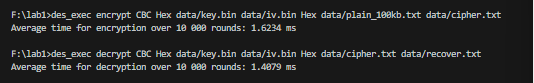 F:\lab1>des_exec encrypt CBC Hex data/key.bin data/iv.bin Hex data/plain_100kb.txt data/cipher.txt
Average time for encryption over 10 000 rounds: 1.6234 ms
F:\lab1>des_exec decrypt CBC Hex data/key.bin data/iv.bin Hex data/cipher.txt data/recover.txt
Average time for decryption over 10 000 rounds: 1.4079 ms